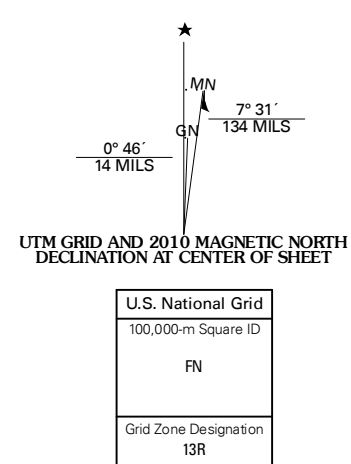 ★
MN
7° 31´
134 MILS
GN
0° 46´
14 MILS
UTM GRID AND 2010 MAGNETIC NORTH
DECLINATION AT CENTER OF SHEET
U.S. National Grid
100,000-m Square ID
FN
Grid Zone Designation
13R